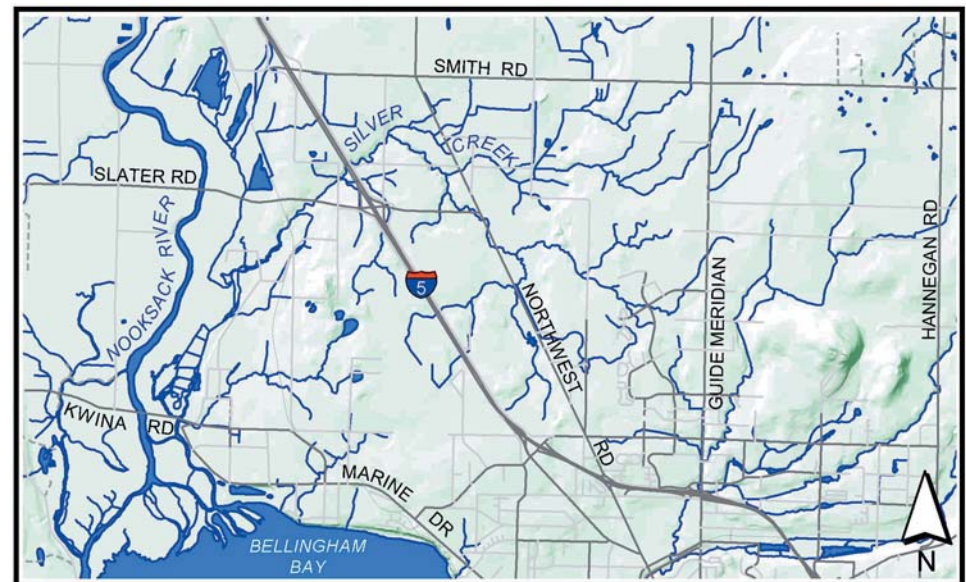 SMITH RD
SILVER
CREEK
SLATER RD
NOOKSACK RIVER
5
NORTHWEST
RD
GUIDE MERIDIAN
HANNEGAN RD
KWINA RD
MARINE
DR
BELLINGHAM
BAY
N